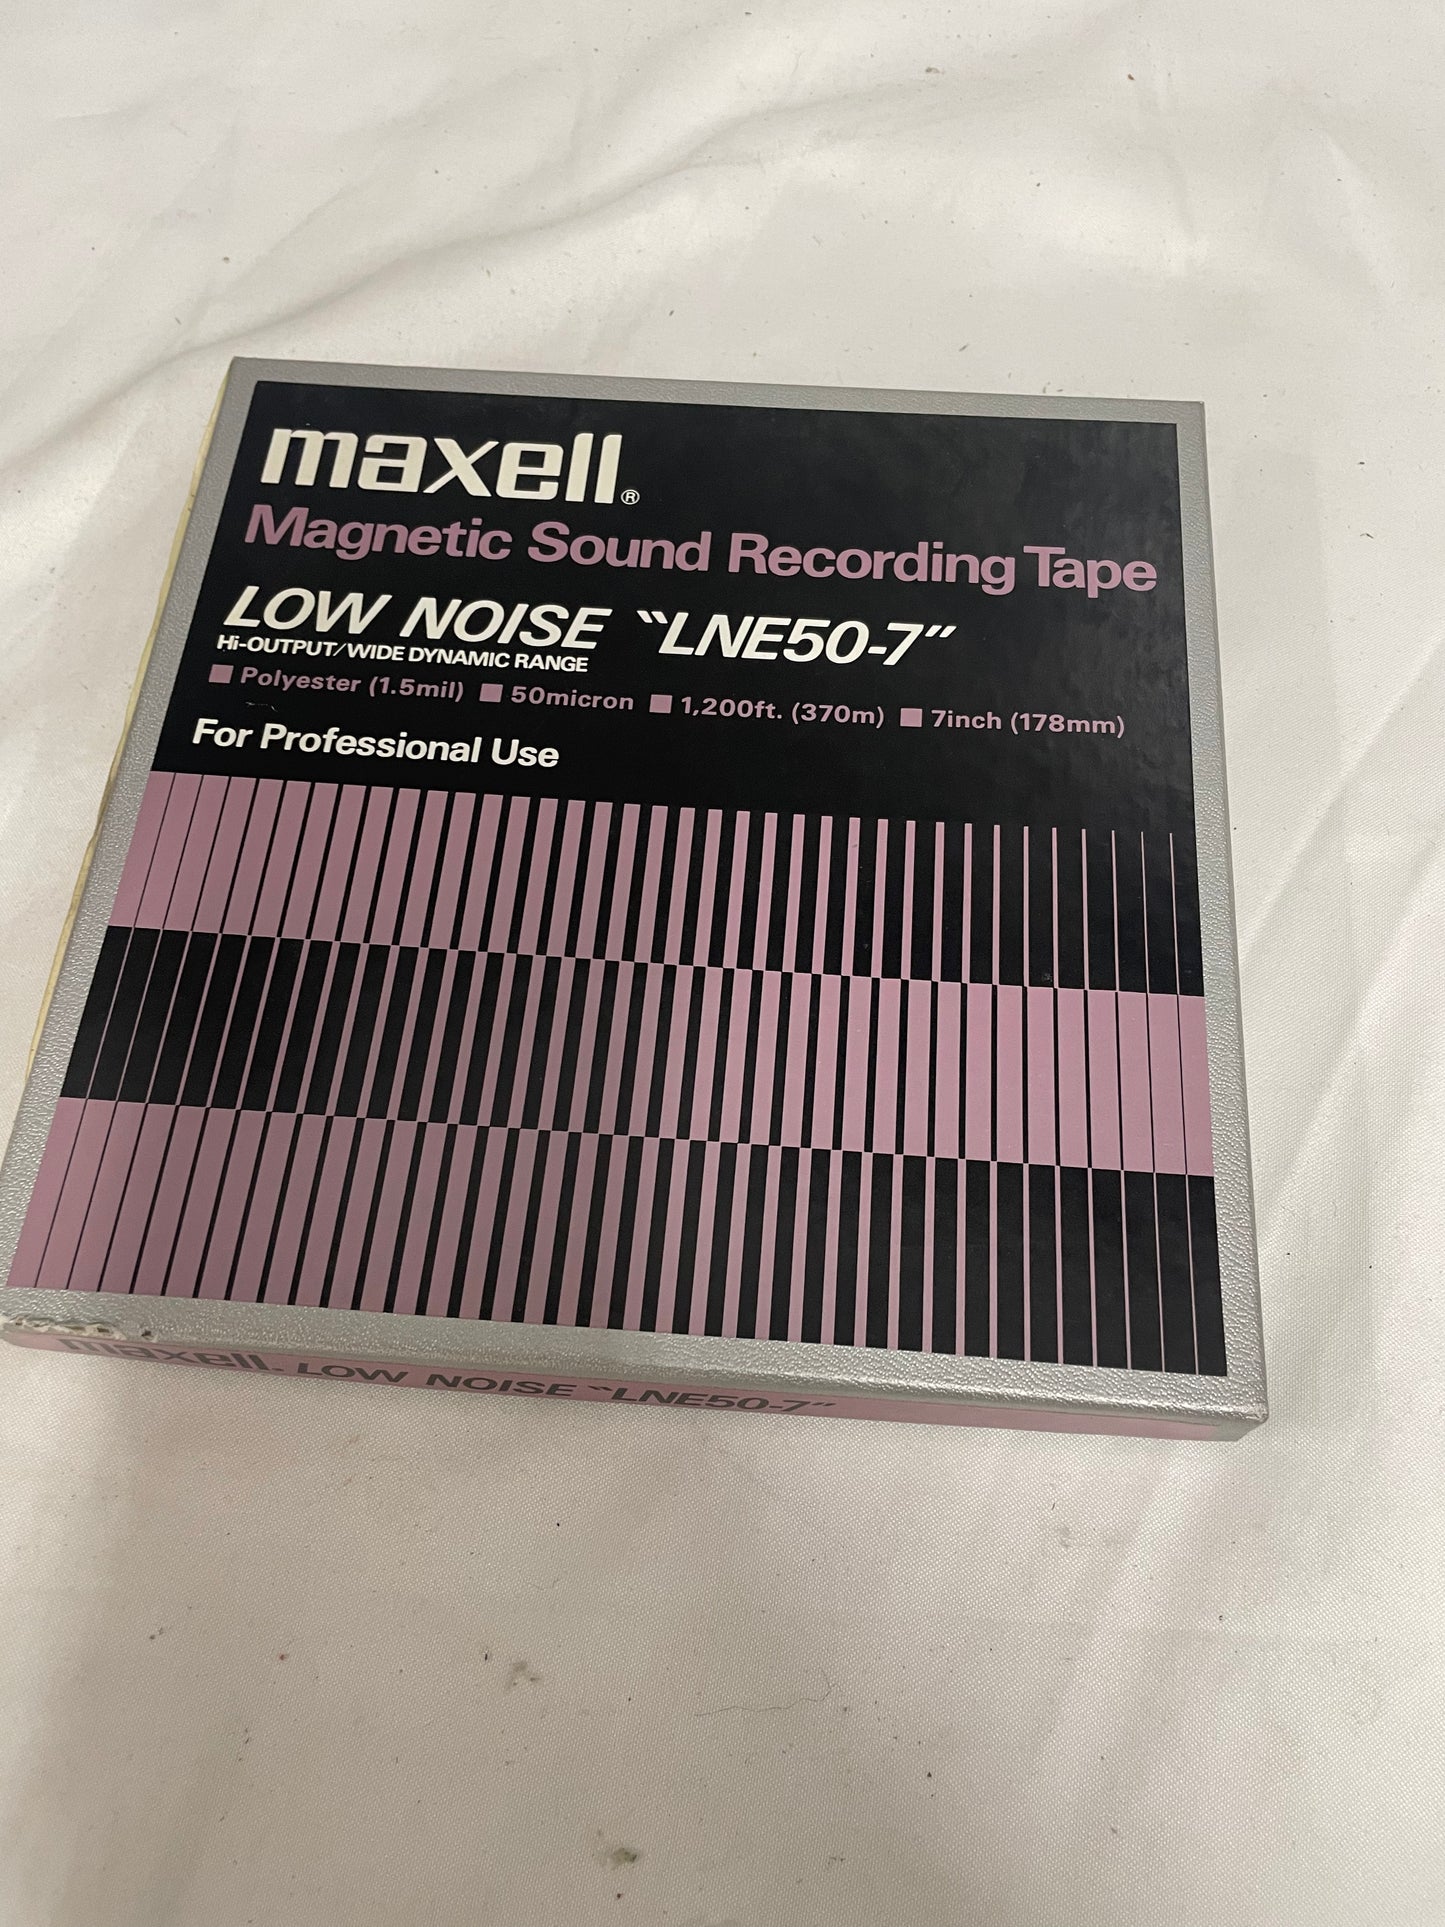 maxell®
Magnetic Sound Recording Tape
LOW NOISE "LNE50-7"
Hi-OUTPUT/WIDE DYNAMIC RANGE
■ Polyester (1.5mil) ■ 50micron ■ 1,200ft. (370m) ■ 7inch (178mm)
For Professional Use
maxell. LOW NOISE "LNE50-7"